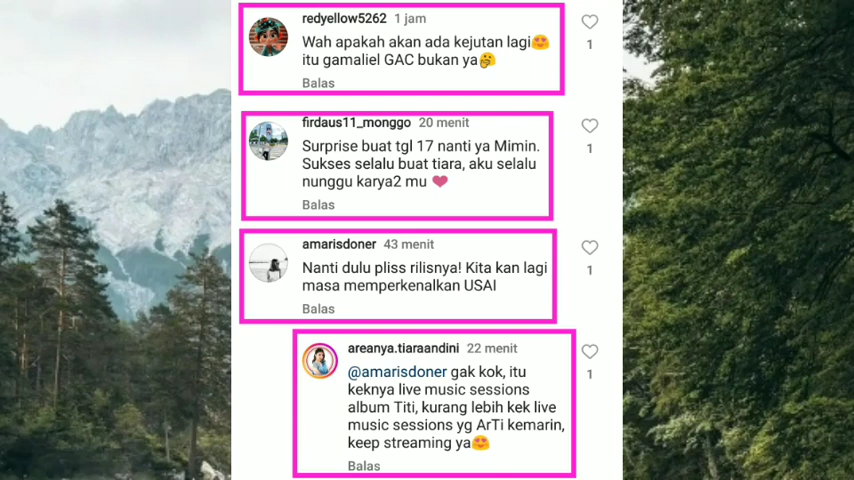 redyellow5262 1 jam
Wah apakah akan ada kejutan lagi😍
itu gamaliel GAC bukan ya🤔
1
Balas
firdaus11_monggo 20 menit
Surprise buat tgl 17 nanti ya Mimin.
Sukses selalu buat tiara, aku selalu
nunggu karya2 mu ❤
1
Balas
amarisdoner 43 menit
Nanti dulu pliss rilisnya! Kita kan lagi
masa memperkenalkan USAI
1
Balas
areanya.tiaraandini 22 menit
@amarisdoner gak kok, itu
keknya live music sessions
album Titi, kurang lebih kek live
music sessions yg ArTi kemarin,
keep streaming ya😍
1
Balas